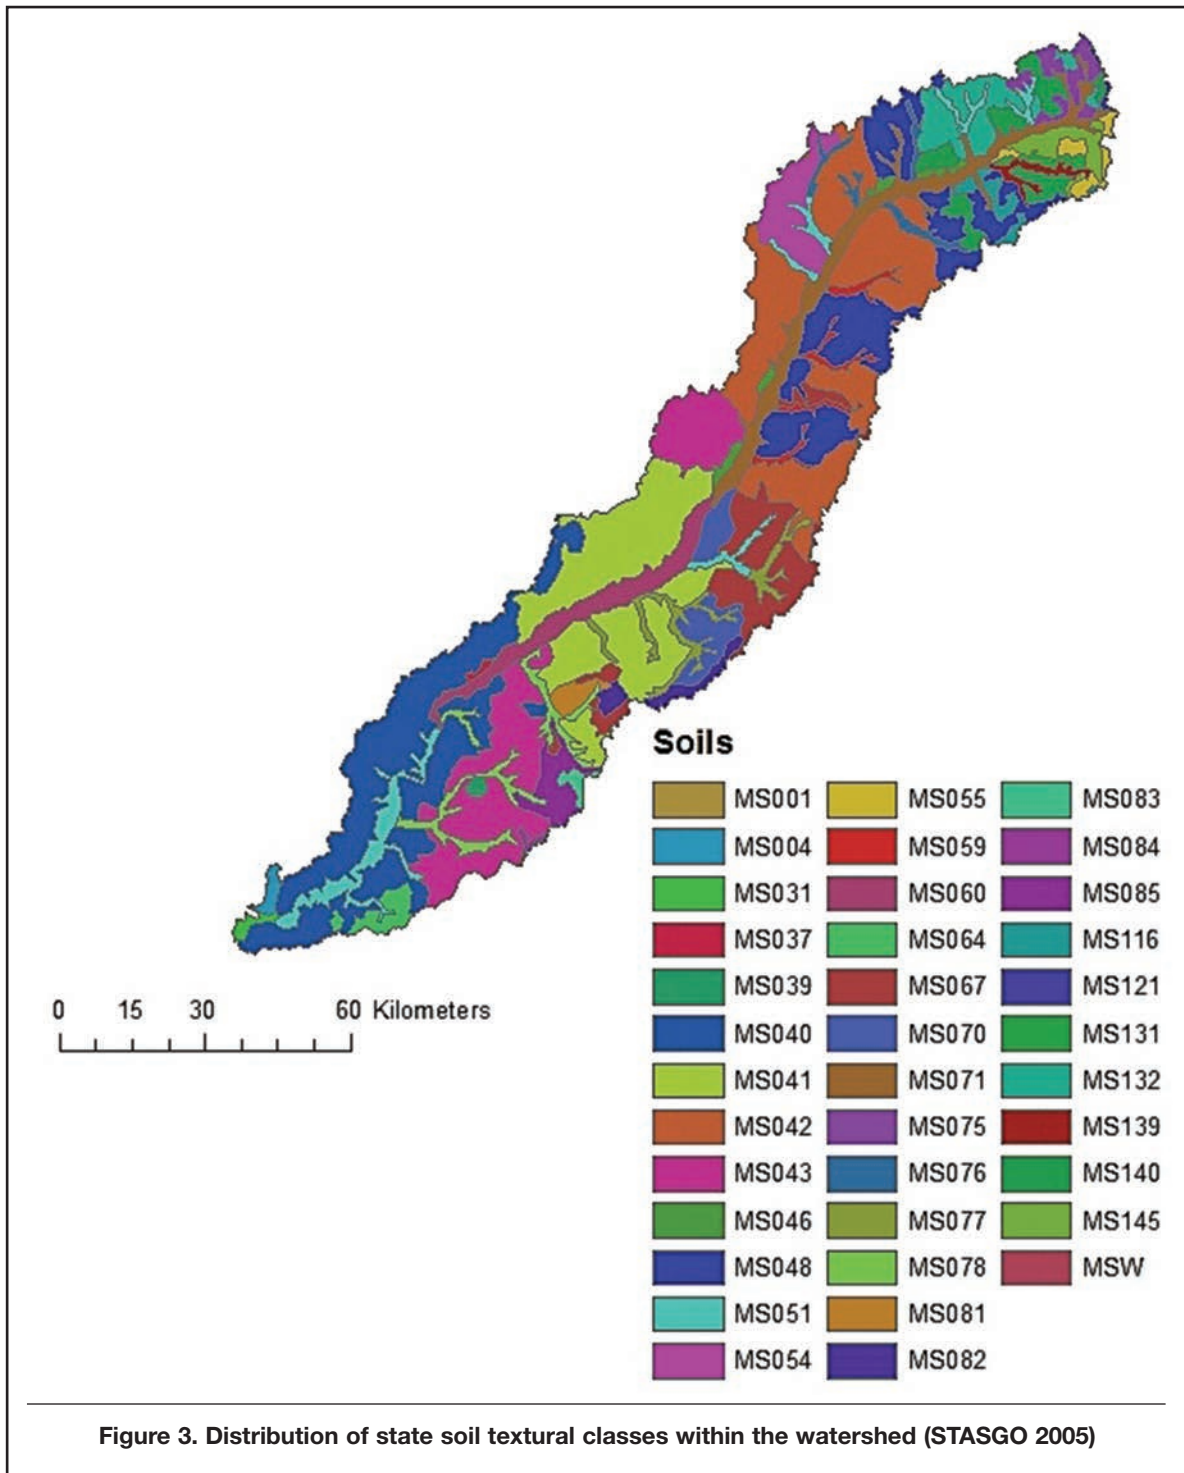 Soils
MS001 MS055 MS083
MS004 MS059 MS084
MS031 MS060 MS085
MS037 MS064 MS116
MS039 MS067 MS121
MS040 MS070 MS131
MS041 MS071 MS132
MS042 MS075 MS139
MS043 MS076 MS140
MS046 MS077 MS145
MS048 MS078 MSW
MS051 MS081
MS054 MS082
0 15 30 60 Kilometers
Figure 3. Distribution of state soil textural classes within the watershed (STASGO 2005)